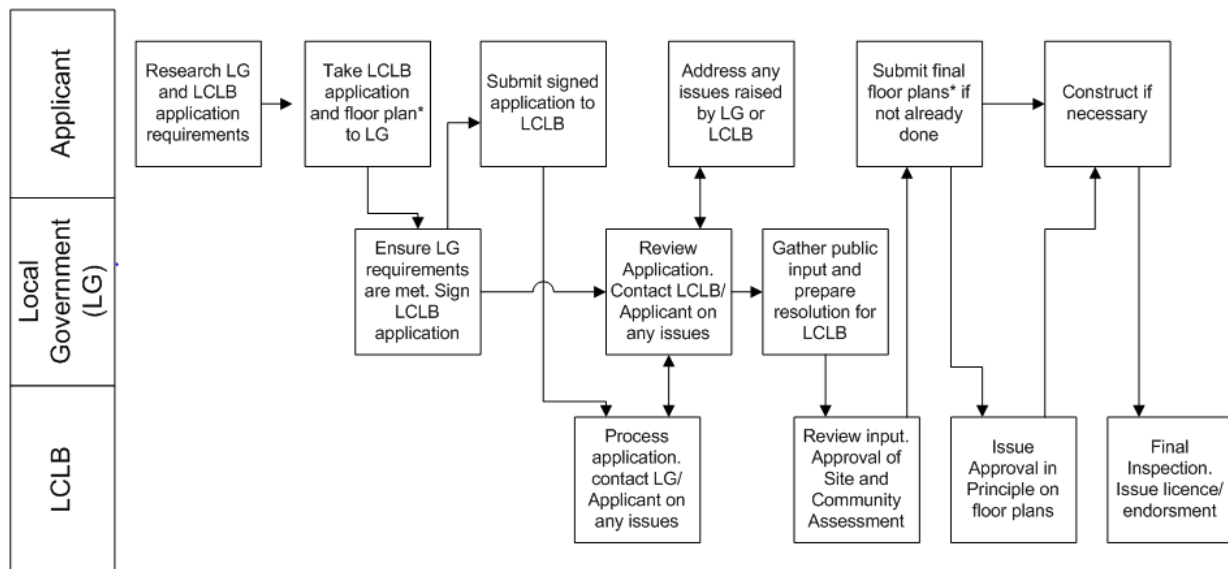 Applicant
Research LG
and LCLB
application
requirements
Take LCLB
application
and floor plan*
to LG
Submit signed
application to
LCLB
Address any
issues raised
by LG or
LCLB
Submit final
floor plans* if
not already
done
Construct if
necessary
Local
Government
(LG)
Ensure LG
requirements
are met. Sign
LCLB
application
Review
Application.
Contact LCLB/
Applicant on
any issues
Gather public
input and
prepare
resolution for
LCLB
LCLB
Process
application.
contact LG/
Applicant on
any issues
Review input.
Approval of
Site and
Community
Assessment
Issue
Approval in
Principle on
floor plans
Final
Inspection.
Issue licence/
endorsment